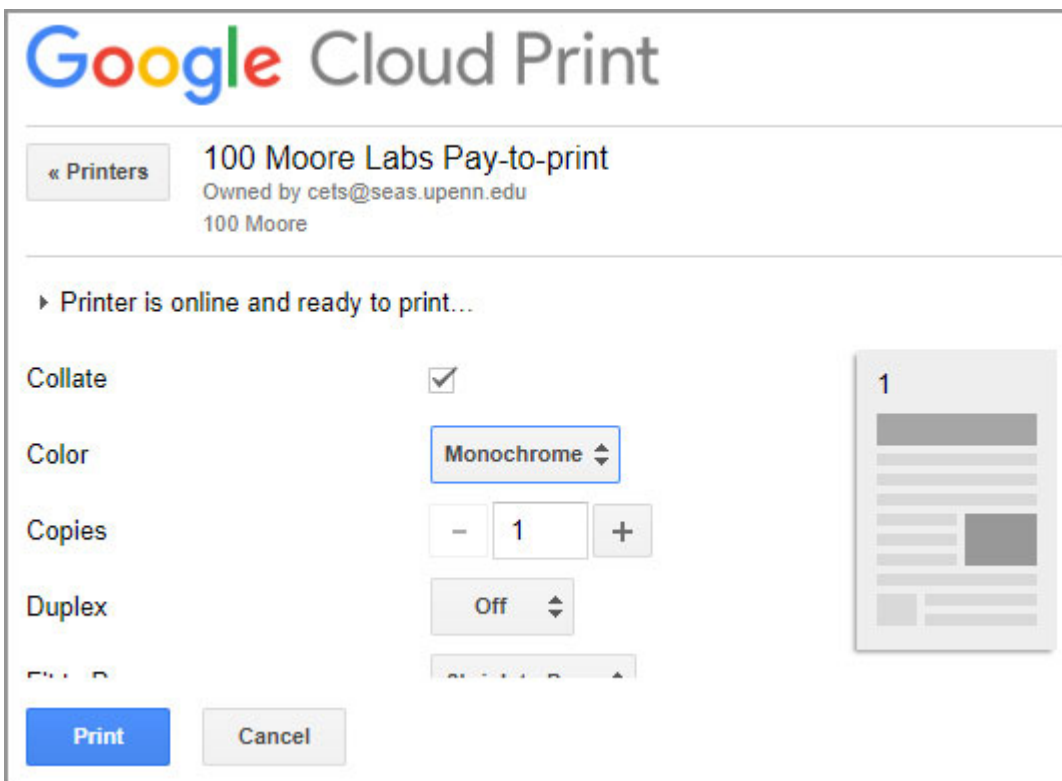 Google Cloud Print
« Printers
100 Moore Labs Pay-to-print
Owned by cets@seas.upenn.edu
100 Moore
Printer is online and ready to print...
Collate
Color Monochrome
Copies - 1 +
Duplex Off
1
Print Cancel